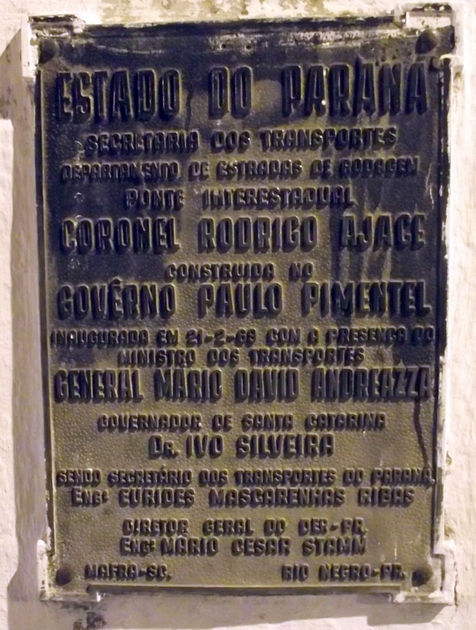 ESTADO DO PARANÁ
SECRETARIA DOS TRANSPORTES
DEPARTAMENTO DE ESTRADAS DE RODAGEM
PONTE INTERESTADUAL
CORONEL RODRIGO AJACE
CONSTRUIDA NO
GOVÊRNO PAULO PIMENTEL
INAUGURADA EM 21-2-69 COM A PRESENÇA DO
MINISTRO DOS TRANSPORTES
GENERAL MÁRIO DAVID ANDREAZZA
GOVERNADOR DE SANTA CATARINA
DR. IVO SILVEIRA
SENDO SECRETÁRIO DOS TRANSPORTES DO PARANÁ,
ENGº EURIDES MASCARENHAS RIBAS
DIRETOR GERAL DO DER-PR.
ENGº MÁRIO CESAR STAMM
MAFRA-SC. RIO NEGRO-PR.